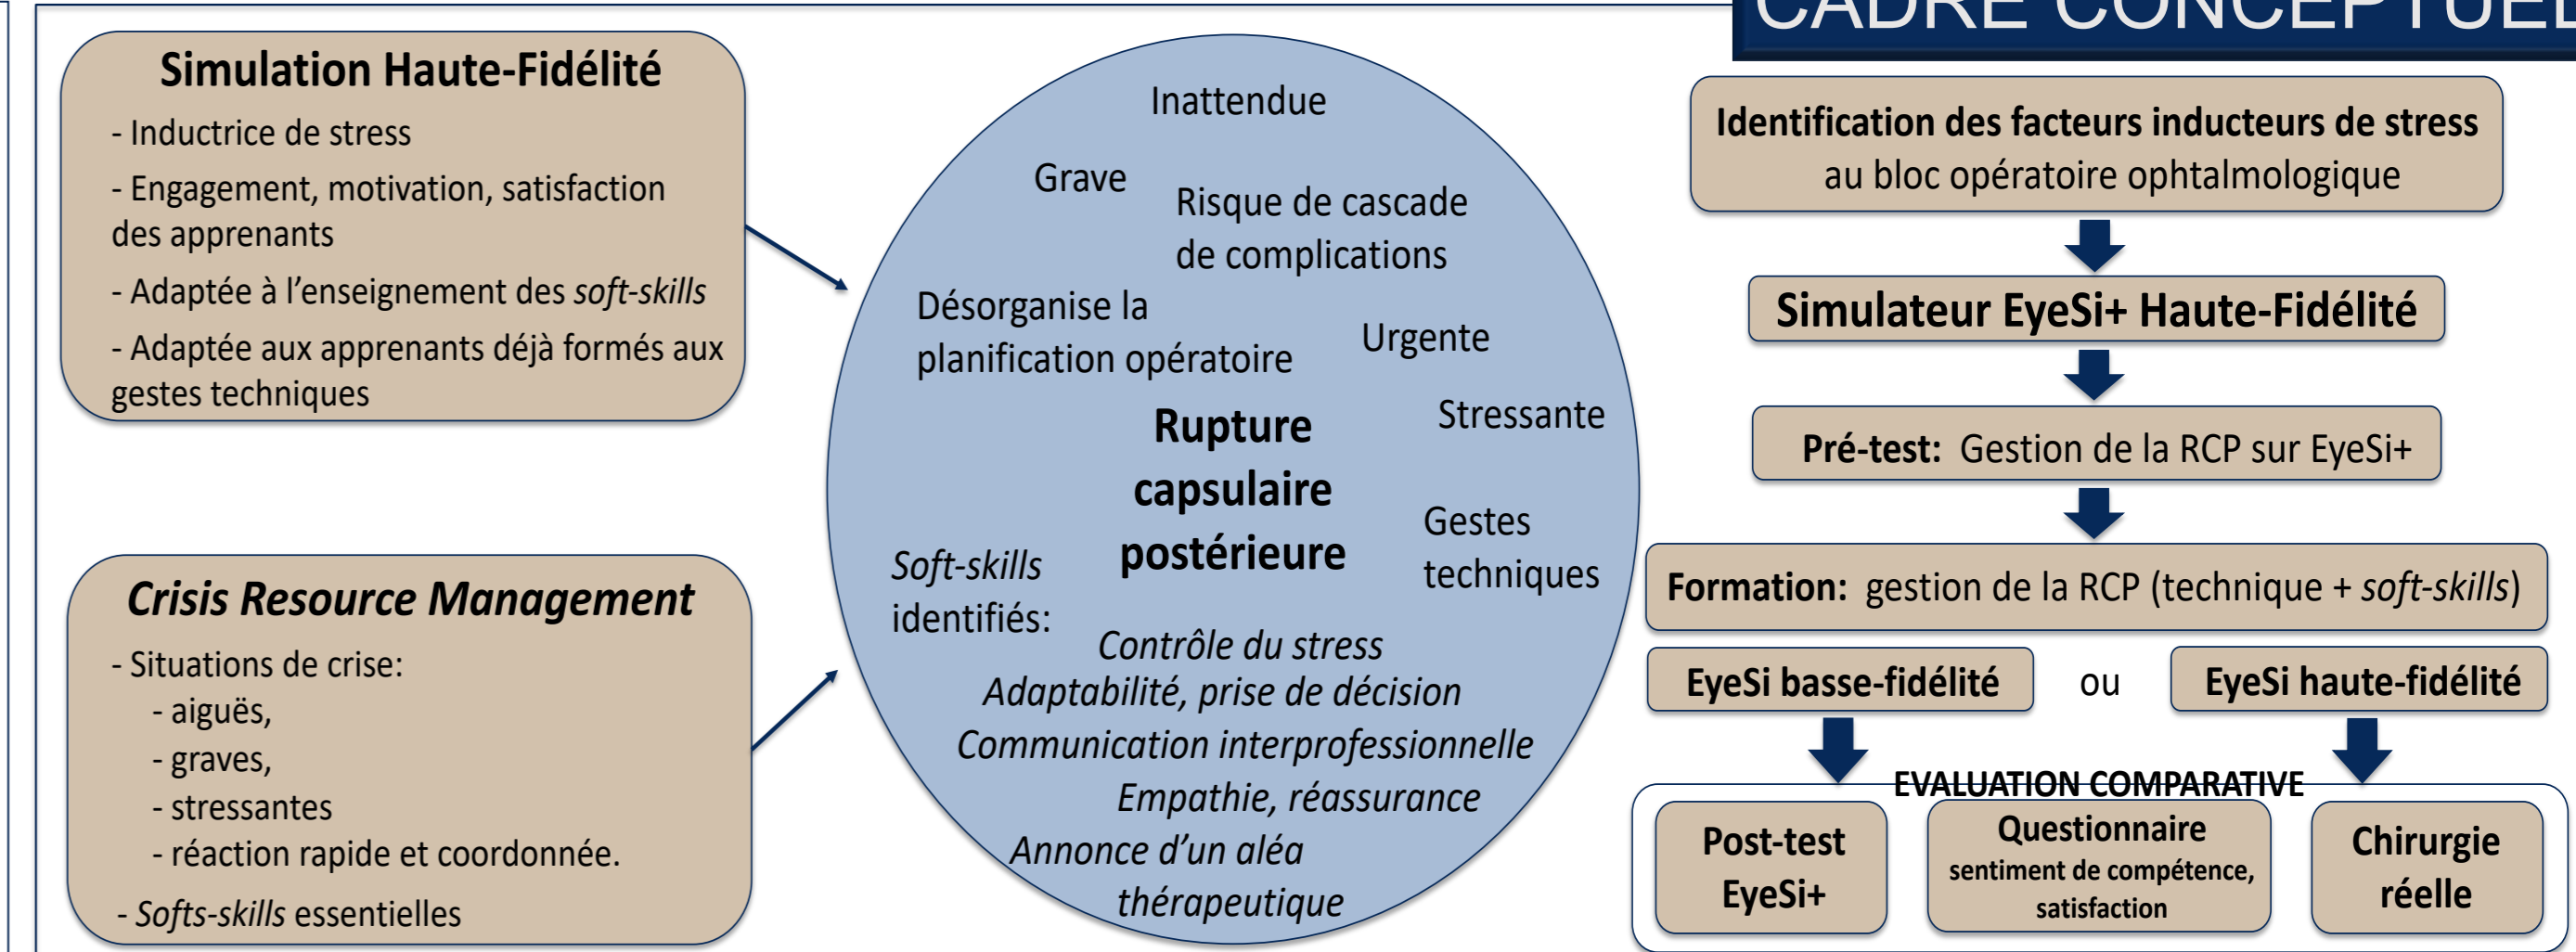 CADRE CONCEPTUEL
Simulation Haute-Fidélité
- Inductrice de stress
- Engagement, motivation, satisfaction
des apprenants
- Adaptée à l'enseignement des soft-skills
- Adaptée aux apprenants déjà formés aux
gestes techniques
Crisis Resource Management
- Situations de crise:
- aiguës,
- graves,
- stressantes
- réaction rapide et coordonnée.
- Softs-skills essentielles
Inattendue
Grave
Risque de cascade
de complications
Désorganise la
planification opératoire
Urgente
Stressante
Rupture
capsulaire
postérieure
Gestes
techniques
Soft-skills
identifiés:
Contrôle du stress
Adaptabilité, prise de décision
Communication interprofessionnelle
Empathie, réassurance
Annonce d'un aléa
thérapeutique
Identification des facteurs inducteurs de stress
au bloc opératoire ophtalmologique
Simulateur EyeSi+ Haute-Fidélité
Pré-test: Gestion de la RCP sur EyeSi+
Formation: gestion de la RCP (technique + soft-skills)
EyeSi basse-fidélité
ou
EyeSi haute-fidélité
EVALUATION COMPARATIVE
Post-test
EyeSi+
Questionnaire
sentiment de compétence,
satisfaction
Chirurgie
réelle